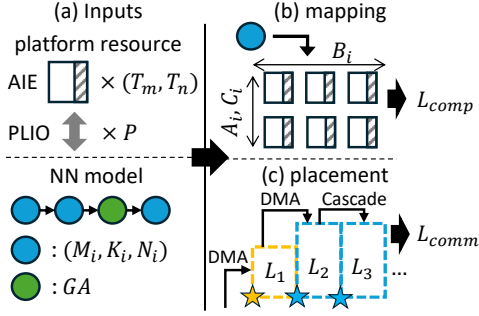 (a) Inputs
platform resource
AIE × (T_m, T_n)
PLIO × P
NN model
: (M_i, K_i, N_i)
: GA
(b) mapping
B_i
A_i, C_i
L_comp
(c) placement
DMA Cascade
DMA L_1 L_2 L_3 ...
L_comm